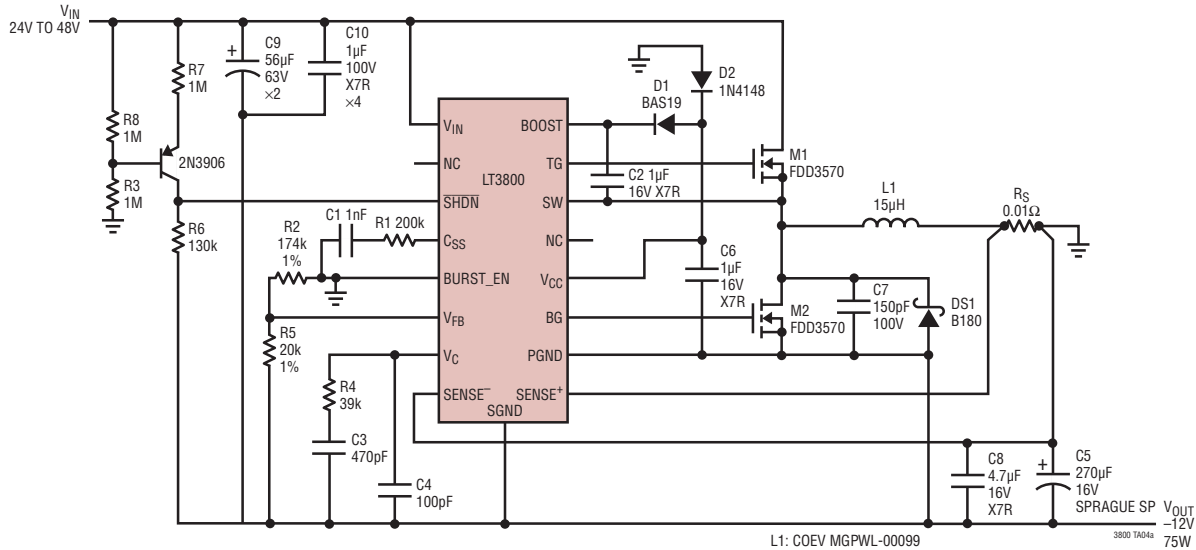 VIN
24V TO 48V
R8
1M
R3
1M
R7
1M
2N3906
R6
130k
C9
+
56µF
63V
×2
C10
1µF
100V
X7R
×4
R2
174k
1%
C1 1nF
R1 200k
R5
20k
1%
R4
39k
C3
470pF
C4
100pF
LT3800
VIN
NC
SHDN
CSS
BURST_EN
VFB
VC
SENSE–
SGND
BOOST
TG
SW
NC
VCC
BG
PGND
SENSE+
D1
BAS19
D2
1N4148
C2 1µF
16V X7R
C6
1µF
16V
X7R
M1
FDD3570
M2
FDD3570
L1
15µH
RS
0.01Ω
C7
150pF
100V
DS1
B180
C8
4.7µF
16V
X7R
+
C5
270µF
16V
SPRAGUE SP
VOUT
–12V
75W
L1: COEV MGPWL-00099
3800 TA04a